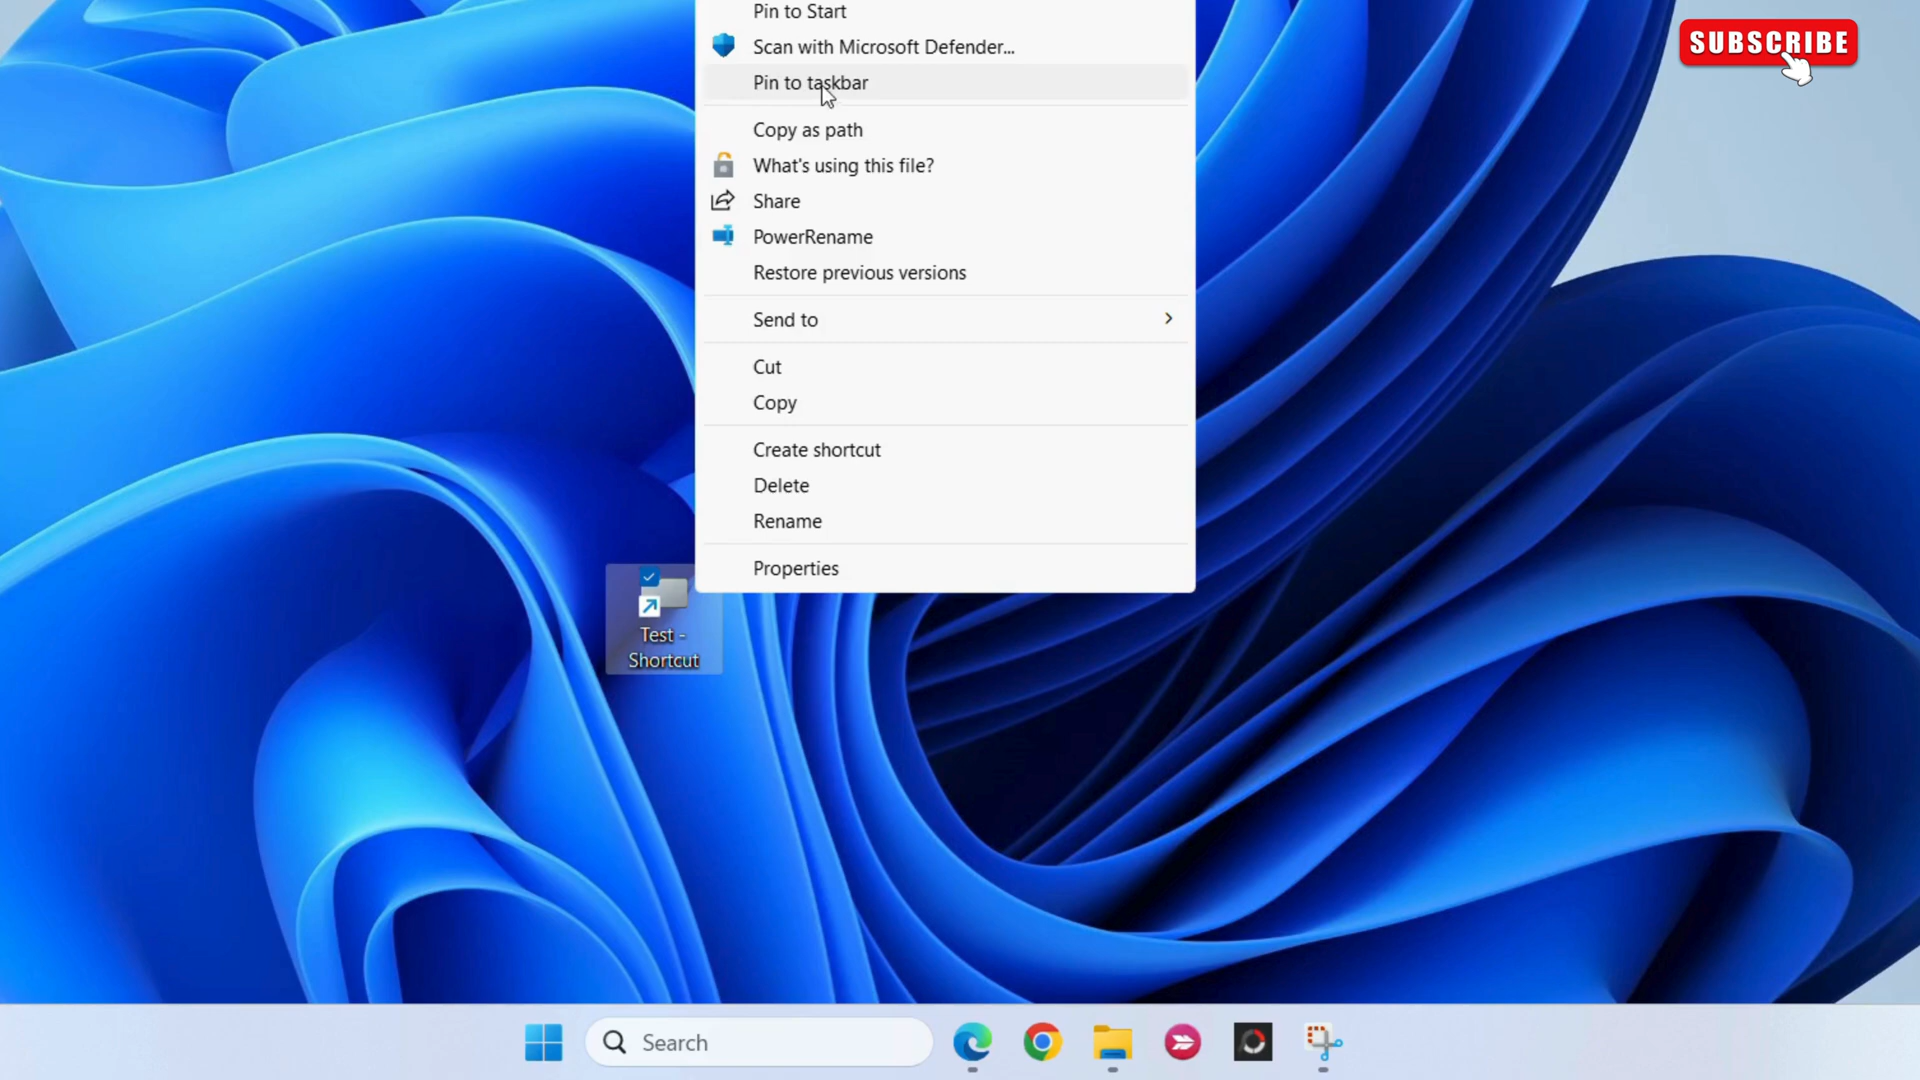 Pin to Start
SUBSCRIBE
Scan with Microsoft Defender...
Pin to taskbar
Copy as path
What's using this file?
Share
PowerRename
Restore previous versions
Send to
Cut
Copy
Create shortcut
Delete
Rename
Properties
Test -
Shortcut
Search